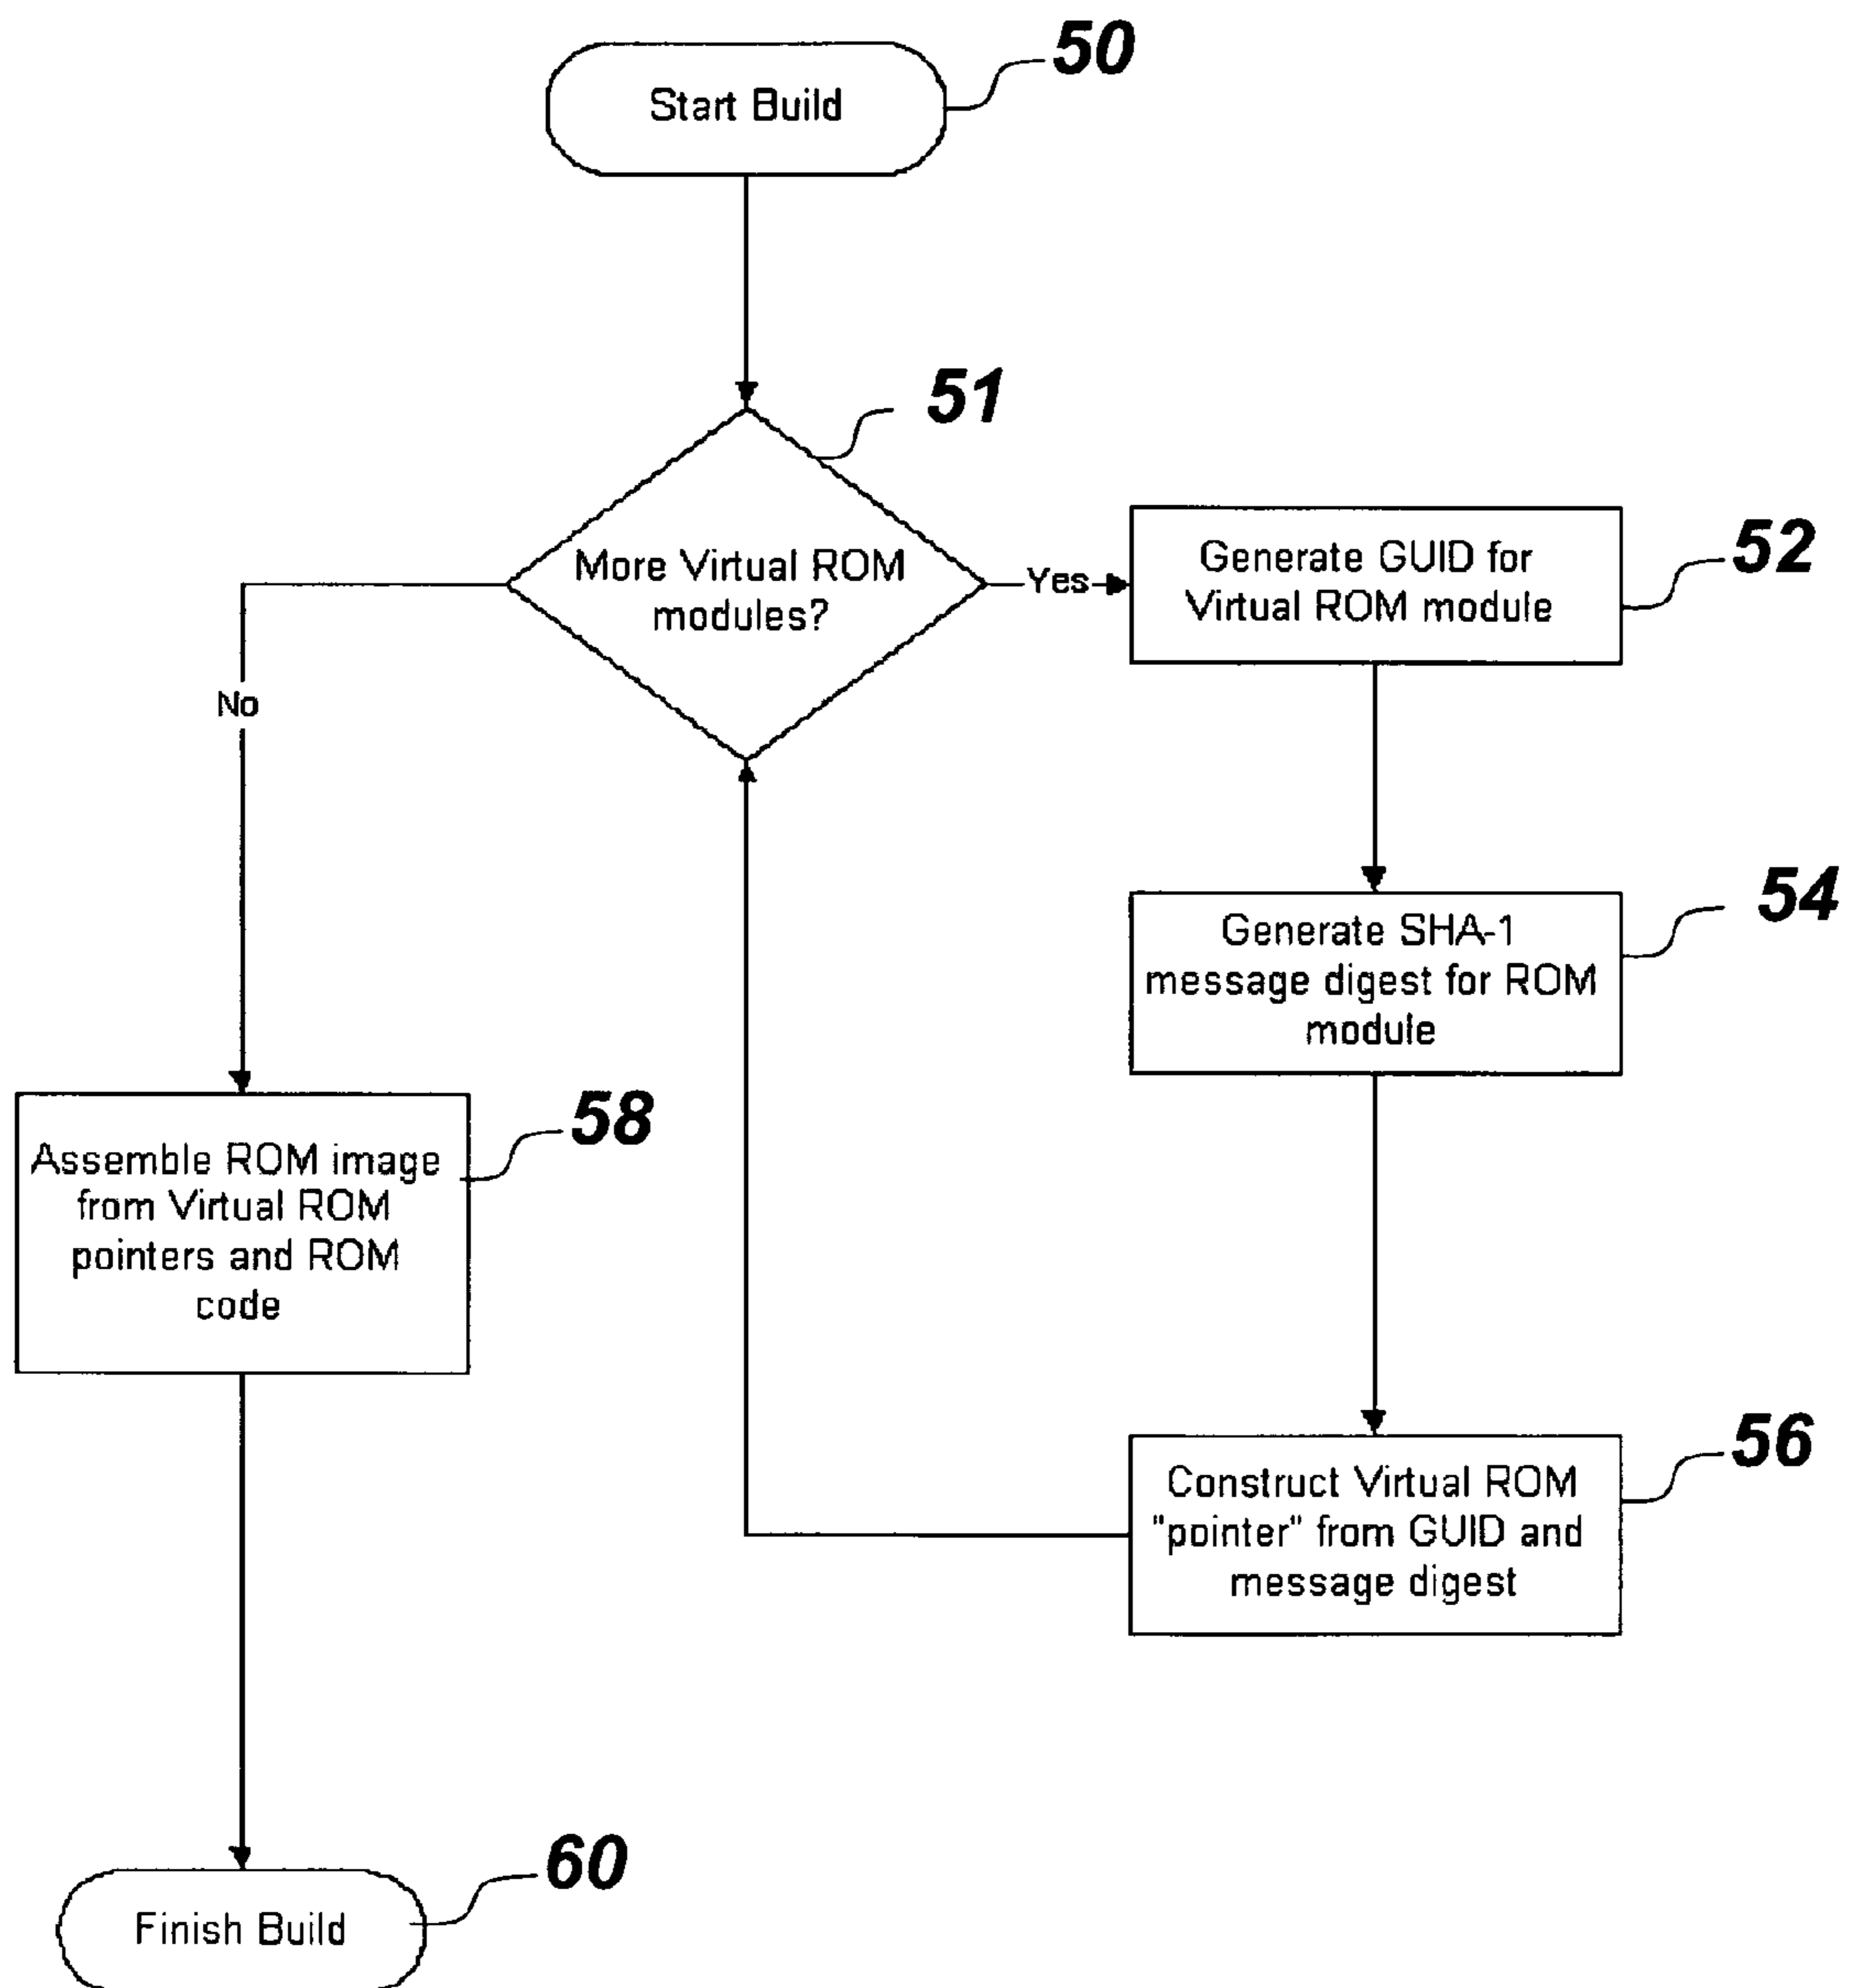 50
Start Build
51
More Virtual ROM
modules?
Yes
52
Generate GUID for
Virtual ROM module
No
54
Generate SHA-1
message digest for ROM
module
58
Assemble ROM image
from Virtual ROM
pointers and ROM
code
56
Construct Virtual ROM
"pointer" from GUID and
message digest
60
Finish Build